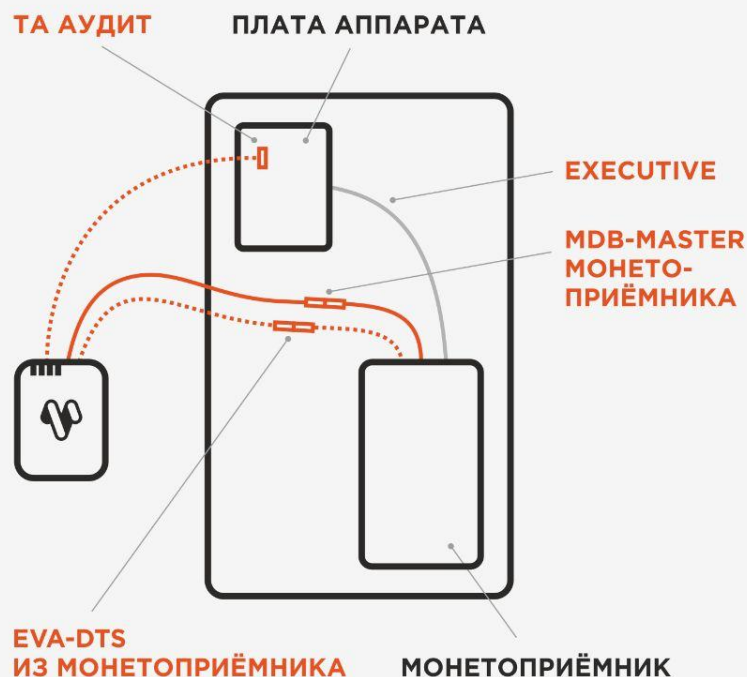 ТА АУДИТ
ПЛАТА АППАРАТА
EXECUTIVE
MDB-MASTER
МОНЕТО-
ПРИЁМНИКА
EVA-DTS
ИЗ МОНЕТОПРИЁМНИКА
МОНЕТОПРИЁМНИК